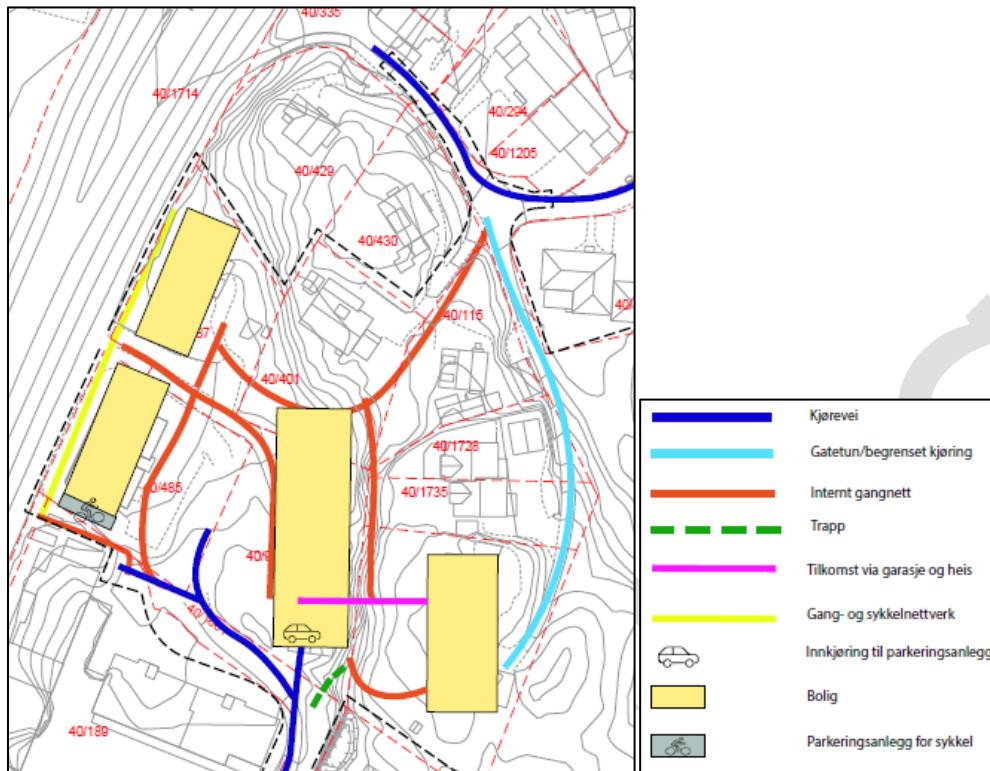 40/335
40/1714
40/294
40/1205
40/429
40/430
40/115
40/401
40/1728
40/1735
40/485
40/189
Kjørevei
Gatetun/begrenset kjøring
Internt gangnett
Trapp
Tilkomst via garasje og heis
Gang- og sykkelnettverk
Innkjøring til parkeringsanlegg
Bolig
Parkeringsanlegg for sykkel